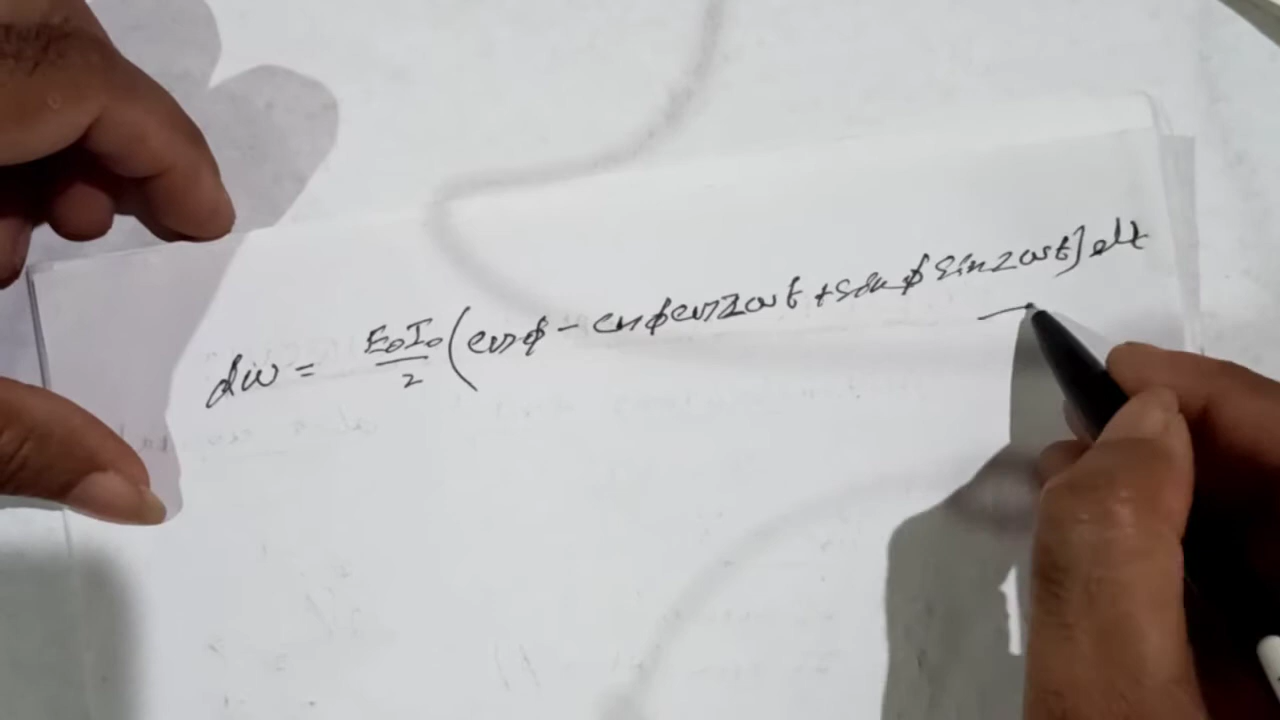 dw = E₀I₀/2 (cosφ - cosφcos2ωt + sinφ sin2ωt] dt